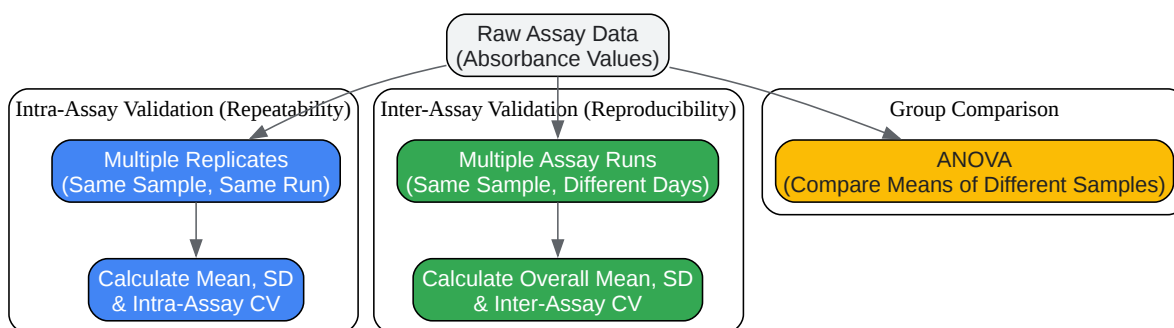 Raw Assay Data
(Absorbance Values)
Intra-Assay Validation (Repeatability)
Multiple Replicates
(Same Sample, Same Run)
Calculate Mean, SD
& Intra-Assay CV
Inter-Assay Validation (Reproducibility)
Multiple Assay Runs
(Same Sample, Different Days)
Calculate Overall Mean, SD
& Inter-Assay CV
Group Comparison
ANOVA
(Compare Means of Different Samples)